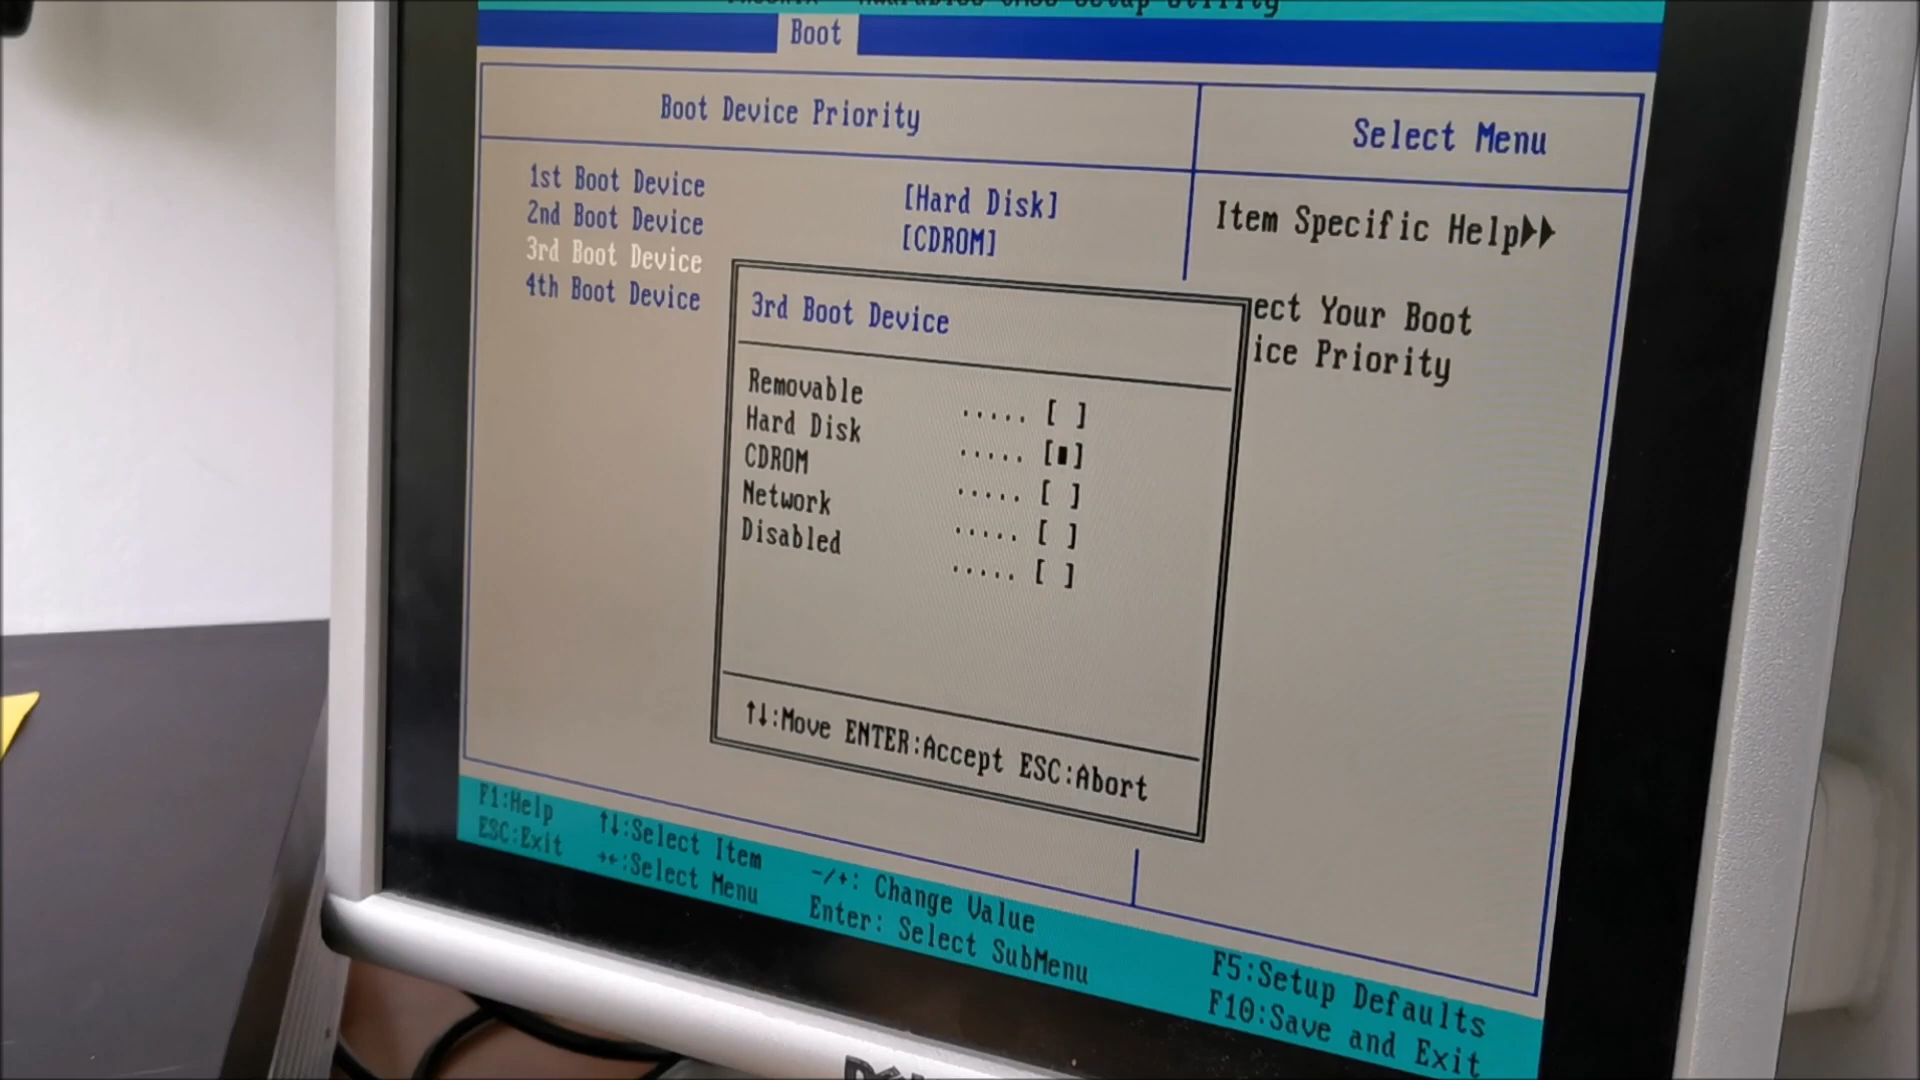 Boot
Boot Device Priority
Select Menu
1st Boot Device [Hard Disk]
2nd Boot Device [CDROM]
3rd Boot Device
4th Boot Device
Item Specific Help▶▶
ect Your Boot
ice Priority
3rd Boot Device
Removable ..... [ ]
Hard Disk ..... [■]
CDROM ..... [ ]
Network ..... [ ]
Disabled ..... [ ]
↑↓:Move ENTER:Accept ESC:Abort
F1:Help ↑↓:Select Item -/+: Change Value F5:Setup Defaults
ESC:Exit →←:Select Menu Enter: Select SubMenu F10:Save and Exit